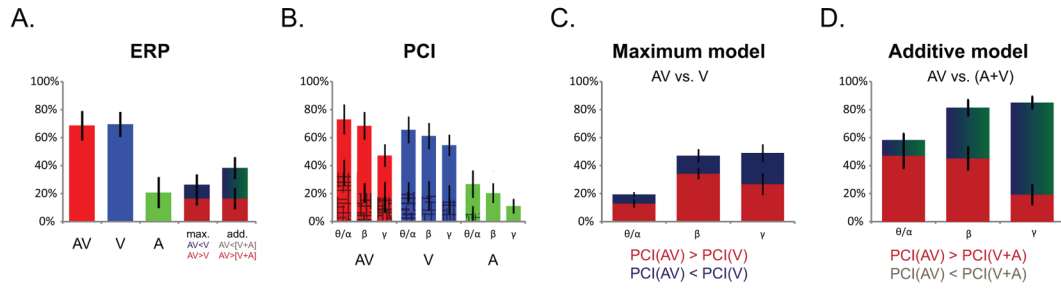 A.
ERP
100%
80%
60%
40%
20%
0%
AV
V
A
max.
AV<V
AV>V
add.
AV<[V+A]
AV>[V+A]
B.
PCI
100%
80%
60%
40%
20%
0%
θ/α β γ θ/α β γ θ/α β γ
AV V A
C.
Maximum model
AV vs. V
100%
80%
60%
40%
20%
0%
θ/α β γ
PCI(AV) > PCI(V)
PCI(AV) < PCI(V)
D.
Additive model
AV vs. (A+V)
100%
80%
60%
40%
20%
0%
θ/α β γ
PCI(AV) > PCI(V+A)
PCI(AV) < PCI(V+A)